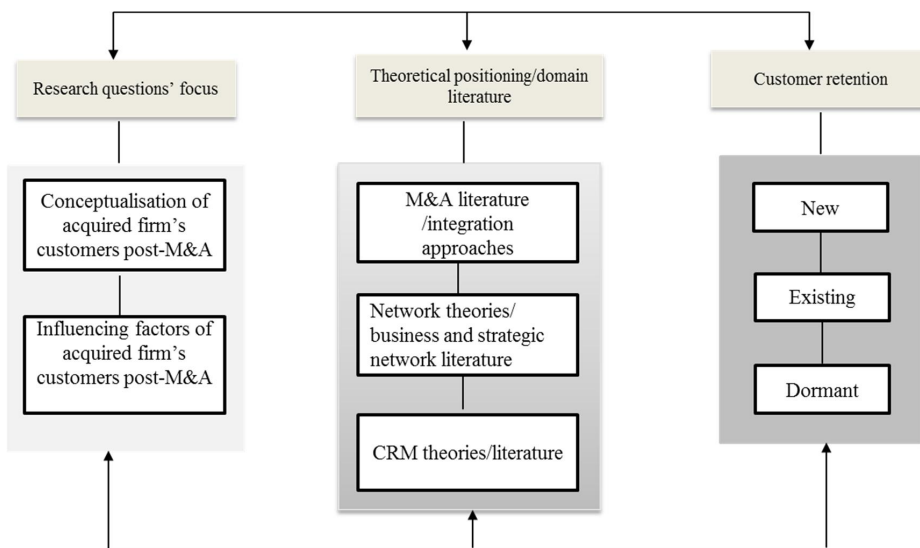 Research questions’ focus
Theoretical positioning/domain
literature
Customer retention
Conceptualisation of
acquired firm’s
customers post-M&A
Influencing factors of
acquired firm’s
customers post-M&A
M&A literature
/integration
approaches
Network theories/
business and strategic
network literature
CRM theories/literature
New
Existing
Dormant